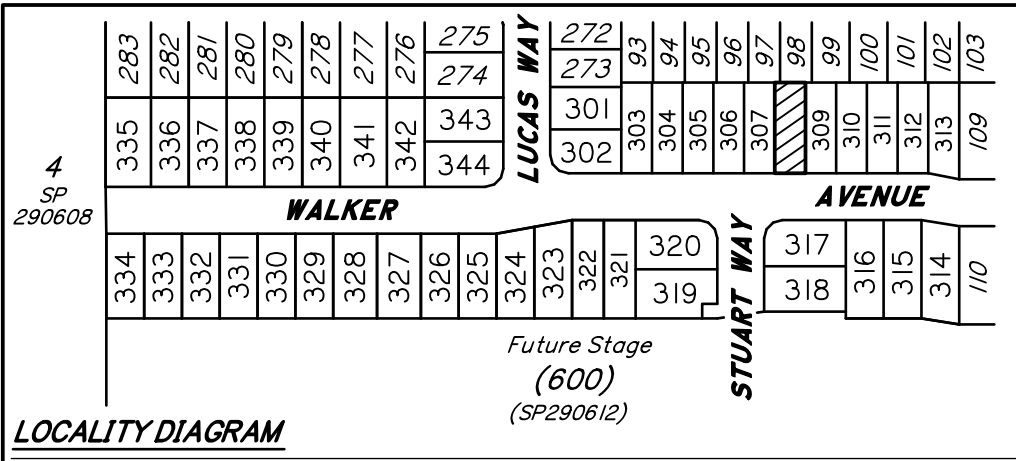 283 282 281 280 279 278 277 276 275 LUCAS WAY 272 93 94 95 96 97 98 99 100 101 102 103
274 273
335 336 337 338 339 340 341 342 343 301 303 304 305 306 307 309 310 311 312 313 109
344 302
4
SP
290608
WALKER AVENUE
334 333 332 331 330 329 328 327 326 325 324 323 322 321 320 STUART WAY 317 316 315 314 110
319 318
Future Stage
(600)
(SP290612)
LOCALITY DIAGRAM